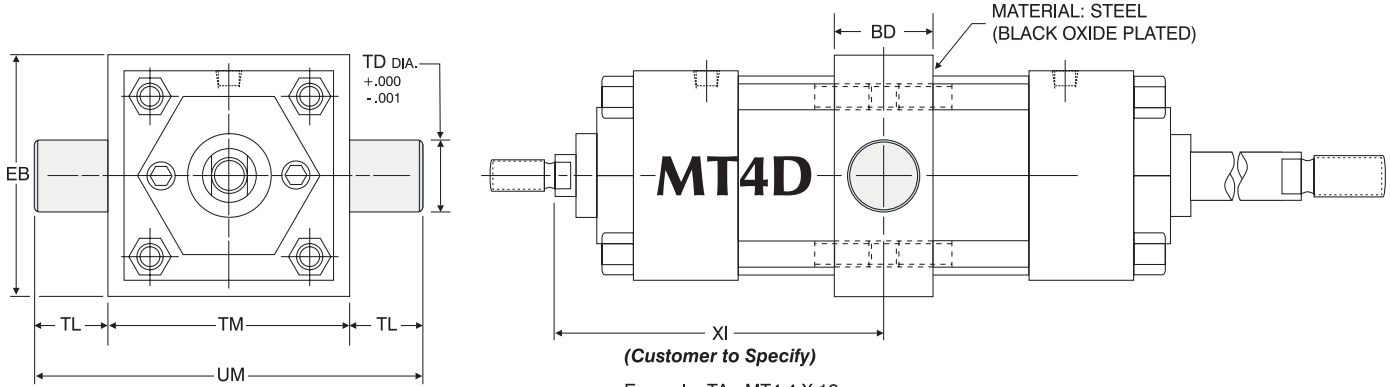 MATERIAL: STEEL
(BLACK OXIDE PLATED)
BD
TD DIA.
+.000
-.001
EB
MT4D
TL
TM
TL
XI
(Customer to Specify)
UM